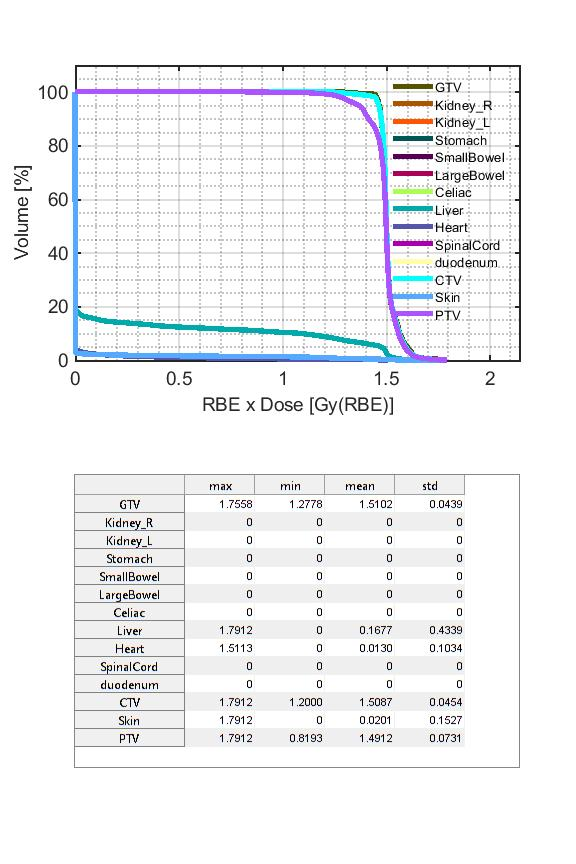 100
80
60
40
20
0
Volume [%]
0 0.5 1 1.5 2
RBE x Dose [Gy(RBE)]
GTV
Kidney_R
Kidney_L
Stomach
SmallBowel
LargeBowel
Celiac
Liver
Heart
SpinalCord
duodenum
CTV
Skin
PTV
max min mean std
GTV 1.7558 1.2778 1.5102 0.0439
Kidney_R 0 0 0 0
Kidney_L 0 0 0 0
Stomach 0 0 0 0
SmallBowel 0 0 0 0
LargeBowel 0 0 0 0
Celiac 0 0 0 0
Liver 1.7912 0 0.1677 0.4339
Heart 1.5113 0 0.0130 0.1034
SpinalCord 0 0 0 0
duodenum 0 0 0 0
CTV 1.7912 1.2000 1.5087 0.0454
Skin 1.7912 0 0.0201 0.1527
PTV 1.7912 0.8193 1.4912 0.0731